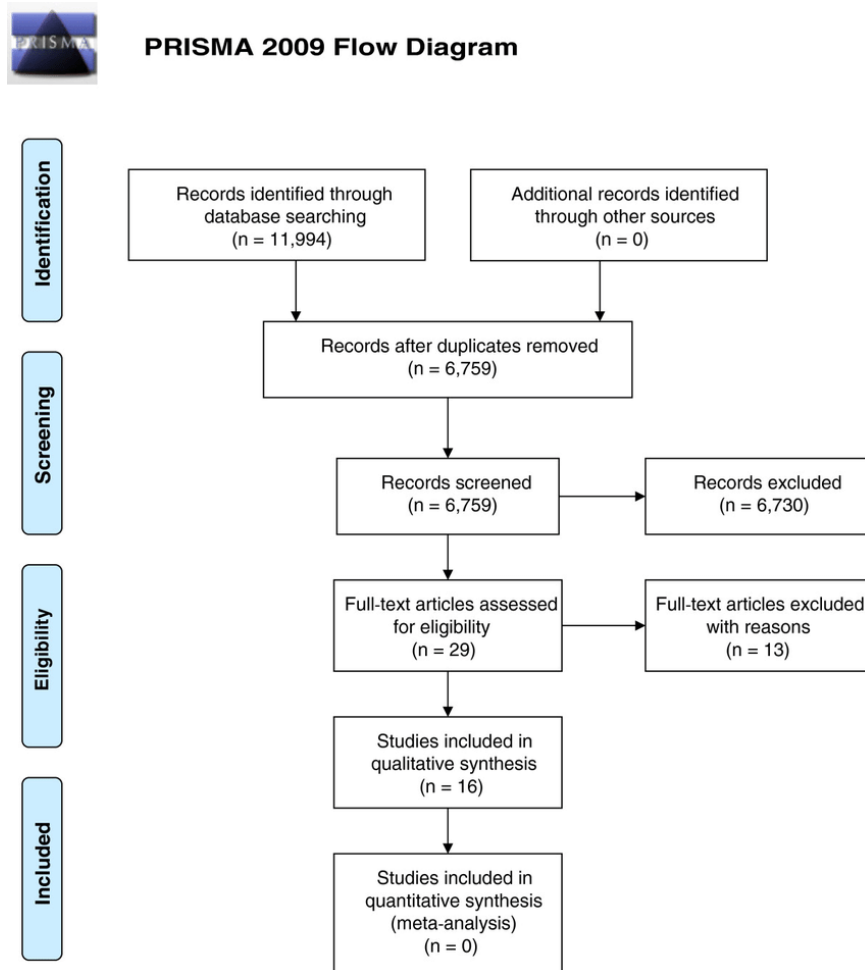 PRISMA
PRISMA 2009 Flow Diagram
Identification
Records identified through
database searching
(n = 11,994)
Additional records identified
through other sources
(n = 0)
Records after duplicates removed
(n = 6,759)
Screening
Records screened
(n = 6,759)
Records excluded
(n = 6,730)
Eligibility
Full-text articles assessed
for eligibility
(n = 29)
Full-text articles excluded
with reasons
(n = 13)
Studies included in
qualitative synthesis
(n = 16)
Included
Studies included in
quantitative synthesis
(meta-analysis)
(n = 0)